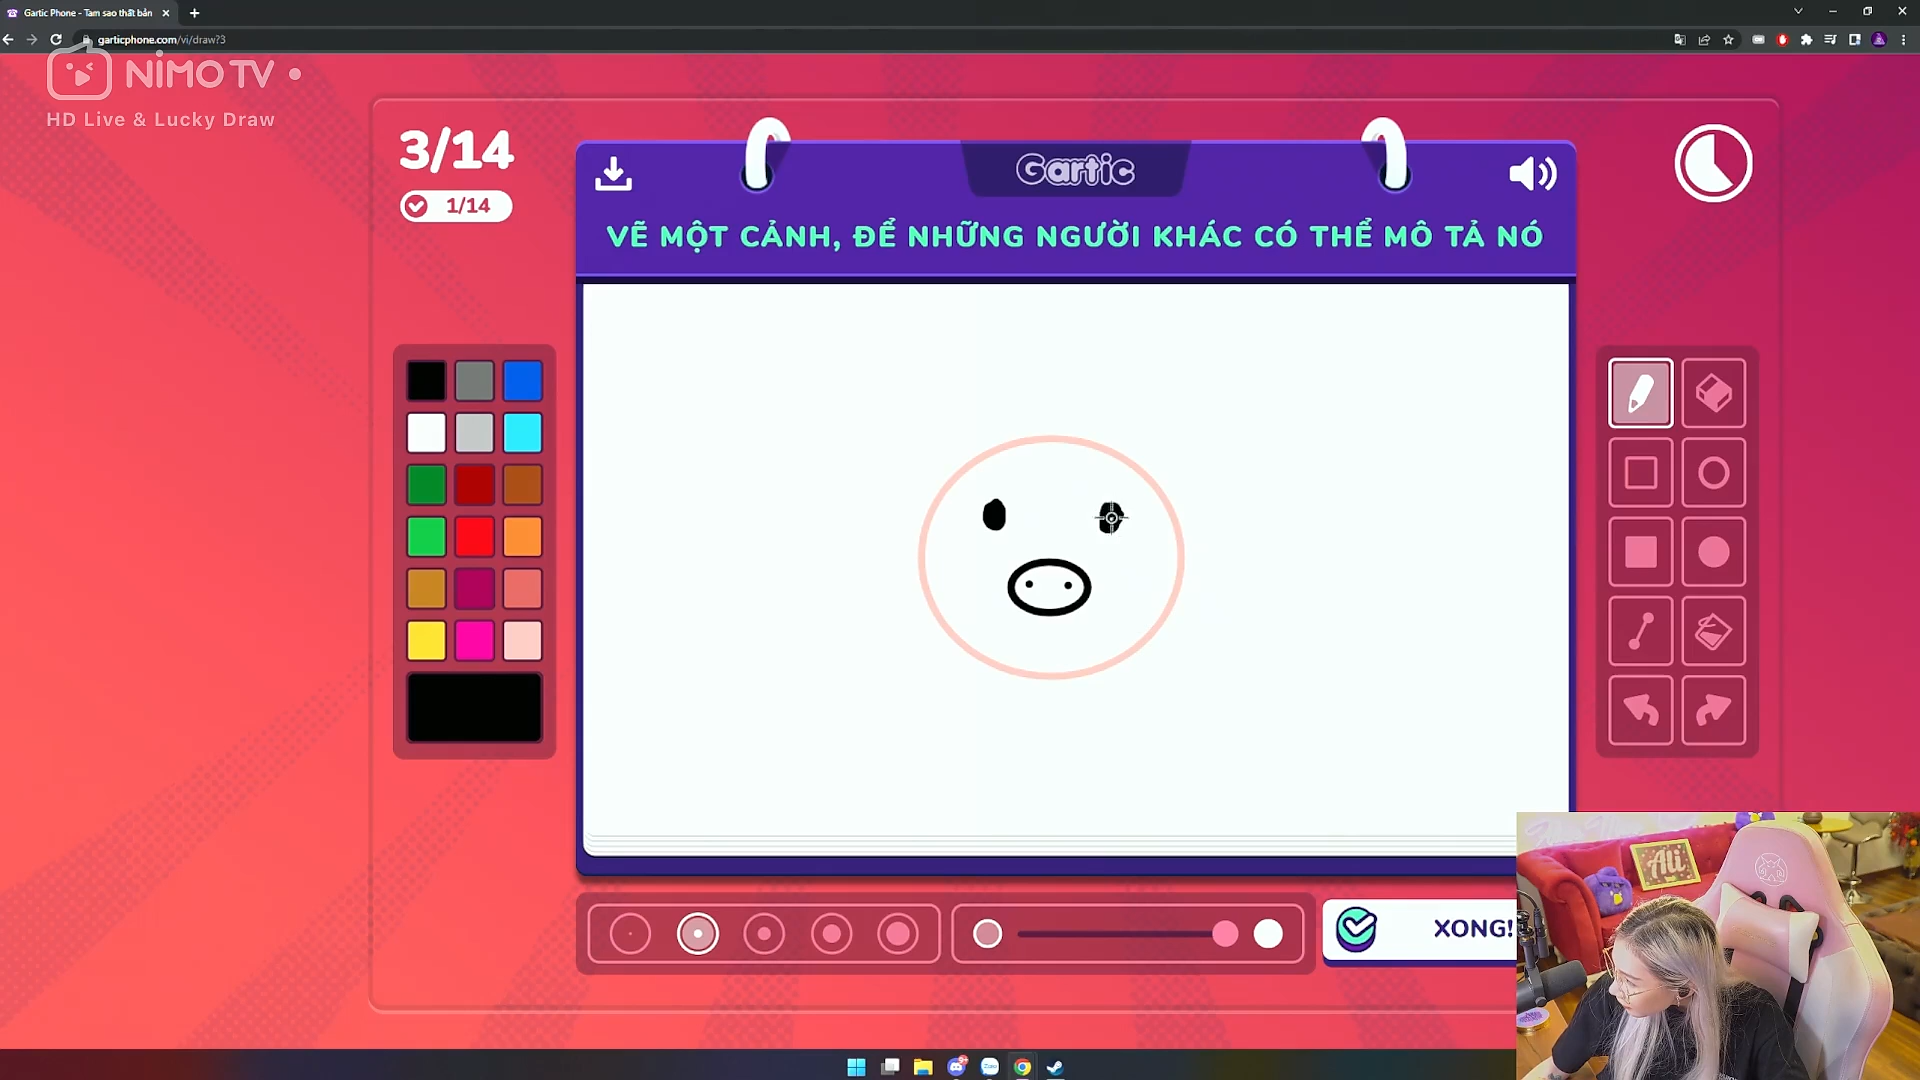 Gartic Phone - Tam sao thất bản
garticphone.com/vi/draw?3
NIMO TV
HD Live & Lucky Draw
3/14
1/14
Gartic
VẼ MỘT CẢNH, ĐỂ NHỮNG NGƯỜI KHÁC CÓ THỂ MÔ TẢ NÓ
XONG!
Ali